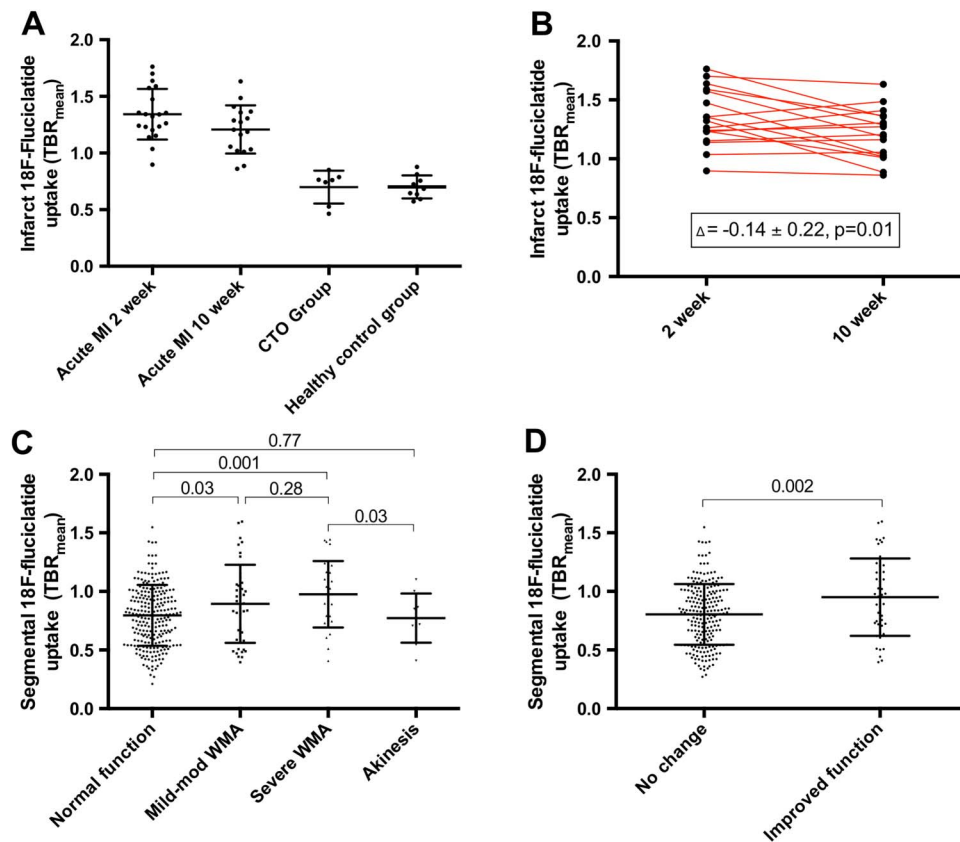 A
Infarct 18F-fluciclatide
uptake (TBRmean)
2.0
1.5
1.0
0.5
0.0
Acute MI 2 week
Acute MI 10 week
CTO Group
Healthy control group
B
Infarct 18F-fluciclatide
uptake (TBRmean)
2.0
1.5
1.0
0.5
0.0
Δ= -0.14 ± 0.22, p=0.01
2 week
10 week
C
Segmental 18F-fluciclatide
uptake (TBRmean)
0.77
0.001
0.03
0.28
0.03
2.0
1.5
1.0
0.5
0.0
Normal function
Mild-mod WMA
Severe WMA
Akinesis
D
Segmental 18F-fluciclatide
uptake (TBRmean)
0.002
2.0
1.5
1.0
0.5
0.0
No change
Improved function